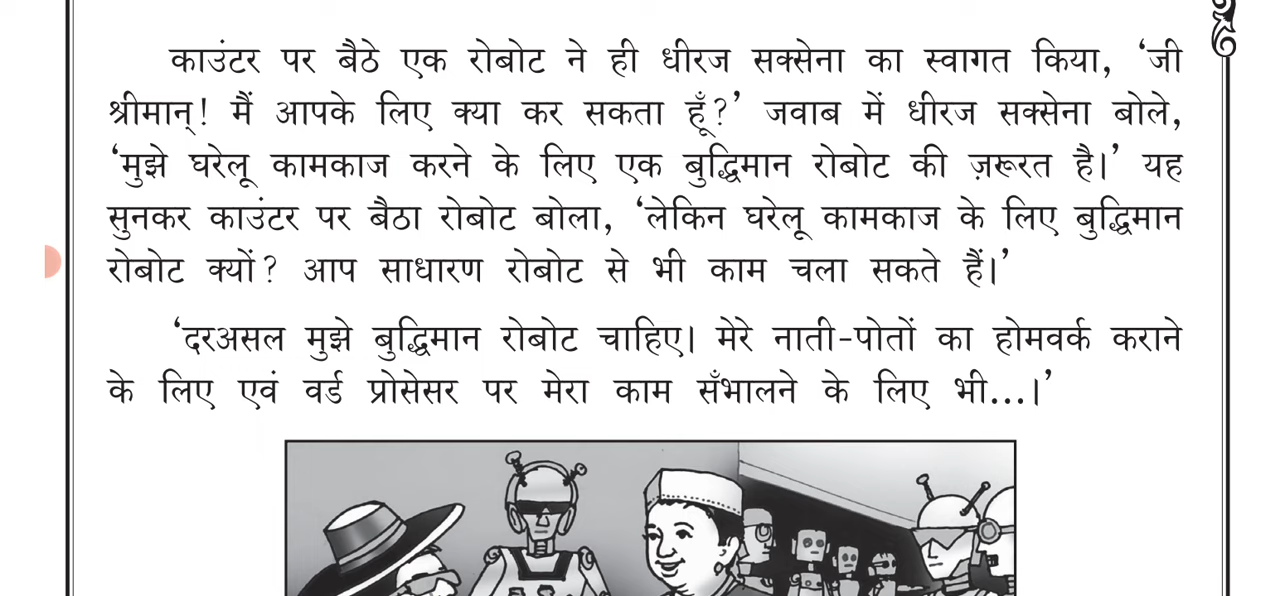 काउंटर पर बैठे एक रोबोट ने ही धीरज सक्सेना का स्वागत किया, ‘जी
श्रीमान्! मैं आपके लिए क्या कर सकता हूँ?’ जवाब में धीरज सक्सेना बोले,
‘मुझे घरेलू कामकाज करने के लिए एक बुद्धिमान रोबोट की ज़रूरत है।’ यह
सुनकर काउंटर पर बैठा रोबोट बोला, ‘लेकिन घरेलू कामकाज के लिए बुद्धिमान
रोबोट क्यों? आप साधारण रोबोट से भी काम चला सकते हैं।’
‘दरअसल मुझे बुद्धिमान रोबोट चाहिए। मेरे नाती-पोतों का होमवर्क कराने
के लिए एवं वर्ड प्रोसेसर पर मेरा काम सँभालने के लिए भी...।’